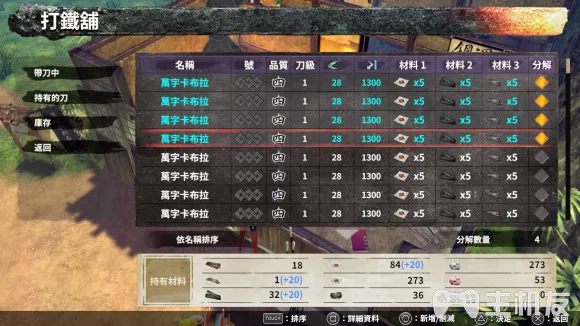 打鐵舖
帶刀中
持有的刀
庫存
返回
名稱 號 品質 刀級 材料 1 材料 2 材料 3 分解
萬字卡布拉 1 28 1300 x5 x5 x5
萬字卡布拉 1 28 1300 x5 x5 x5
萬字卡布拉 1 28 1300 x5 x5 x5
萬字卡布拉 1 28 1300 x5 x5 x5
萬字卡布拉 1 28 1300 x5 x5 x5
萬字卡布拉 1 28 1300 x5 x5 x5
萬字卡布拉 1 28 1300 x5 x5 x5
萬字卡布拉 1 28 1300 x5 x5 x5
依名稱排序 分解數量 4
持有材料
18 84(+20) 273
1(+20) 273 53
32(+20) 36 0
TOUCH：排序 □：詳細資料 ○：新增/刪減 △：決定 ✕：返回
主机友